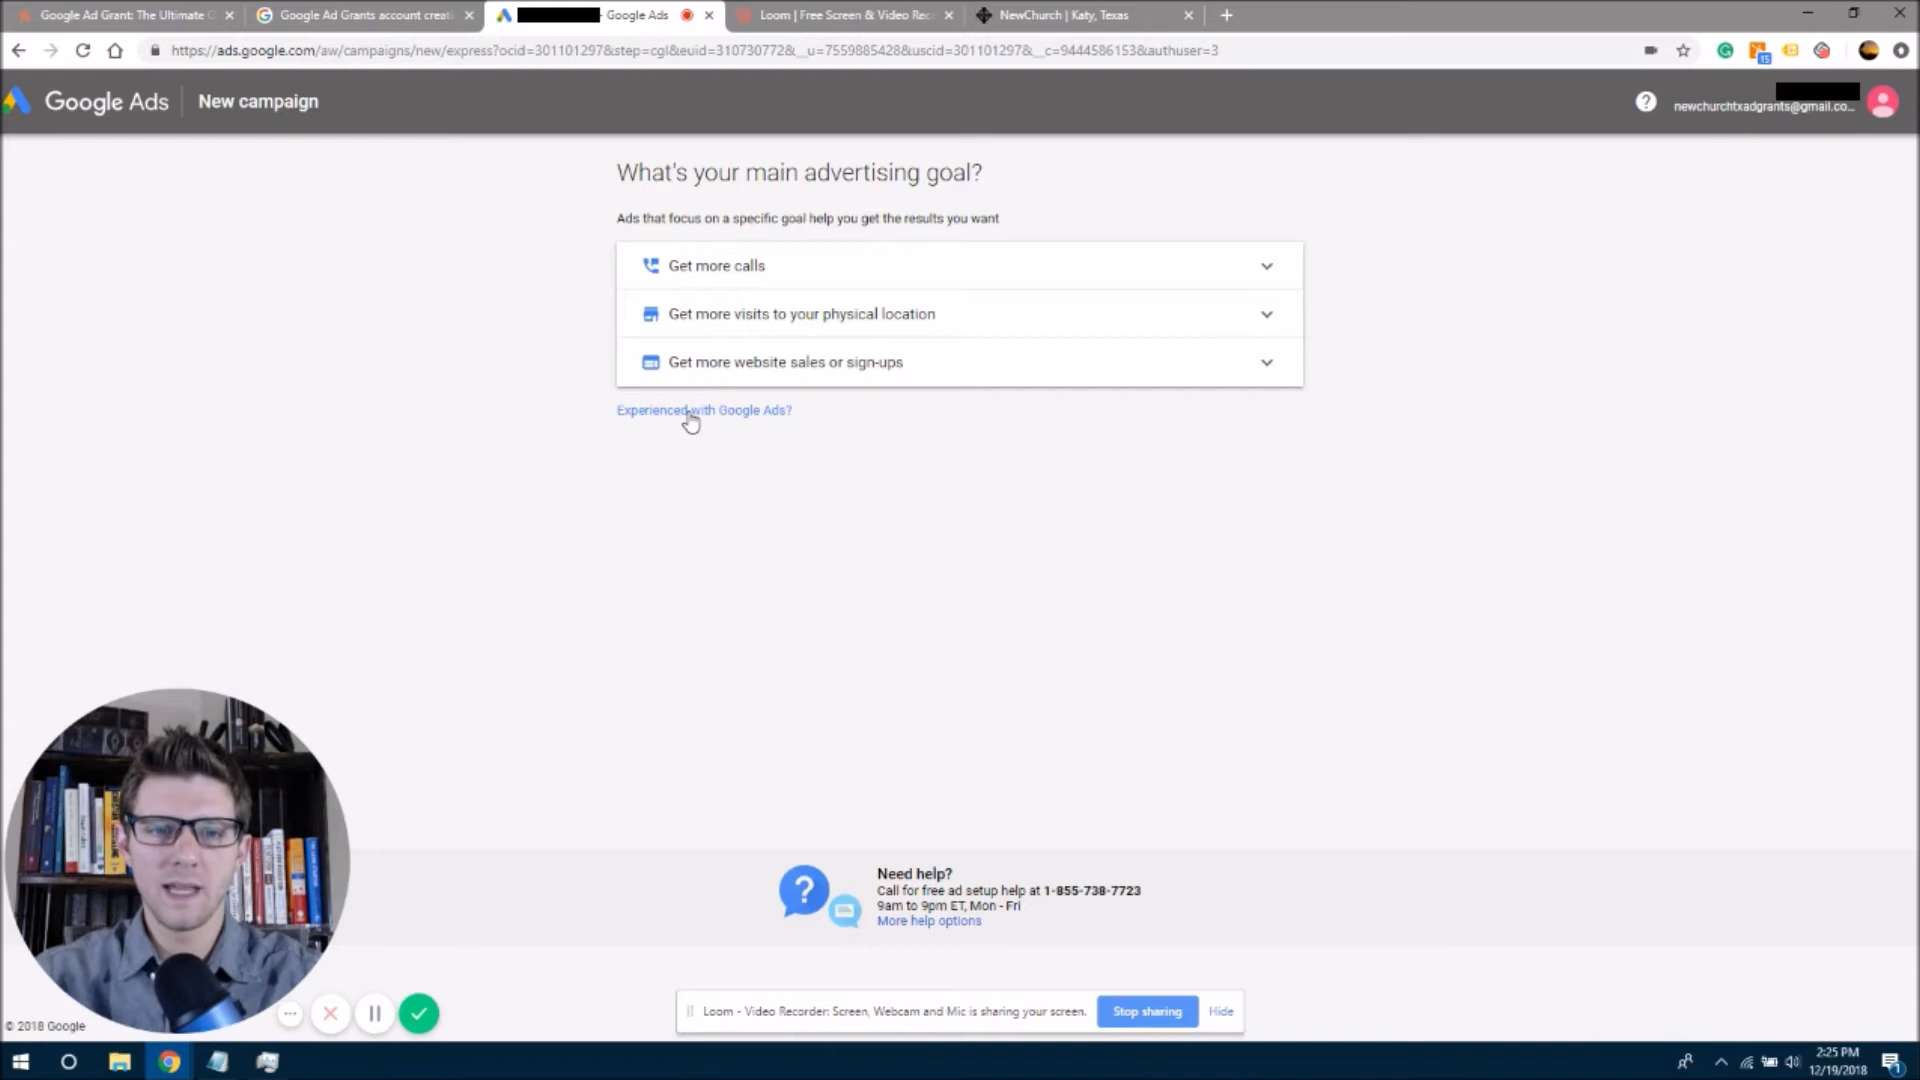 Google Ad Grant: The Ultimate
Google Ad Grants account creati
- Google Ads
Loom | Free Screen & Video Rec
NewChurch | Katy, Texas
https://ads.google.com/aw/campaigns/new/express?ocid=301101297&step=cgl&euid=310730772&__u=7559885428&uscid=301101297&__c=9444586153&authuser=3
15
Google Ads
New campaign
newchurchtxadgrants@gmail.co...
What's your main advertising goal?
Ads that focus on a specific goal help you get the results you want
Get more calls
Get more visits to your physical location
Get more website sales or sign-ups
Experienced with Google Ads?
Need help?
Call for free ad setup help at 1-855-738-7723
9am to 9pm ET, Mon - Fri
More help options
Loom - Video Recorder: Screen, Webcam and Mic is sharing your screen.
Stop sharing
Hide
© 2018 Google
2:25 PM
12/19/2018
1